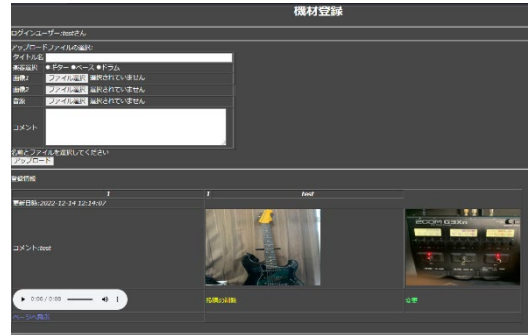 機材登録
ログインユーザー:testさん
アップロードファイルの選択:
タイトル名
楽器選択 ●ギター ●ベース ●ドラム
画像1 ファイル選択 選択されていません
画像2 ファイル選択 選択されていません
音源 ファイル選択 選択されていません
コメント
名前とファイルを選択してください
アップロード
登録情報
1 1 test
更新日時:2022-12-14 12:14:07
ZOOM G3Xn
コメント:test
0:00 / 0:00
投稿の削除 変更